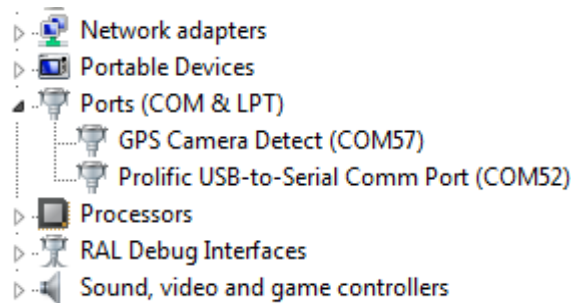 Network adapters
Portable Devices
Ports (COM & LPT)
GPS Camera Detect (COM57)
Prolific USB-to-Serial Comm Port (COM52)
Processors
RAL Debug Interfaces
Sound, video and game controllers